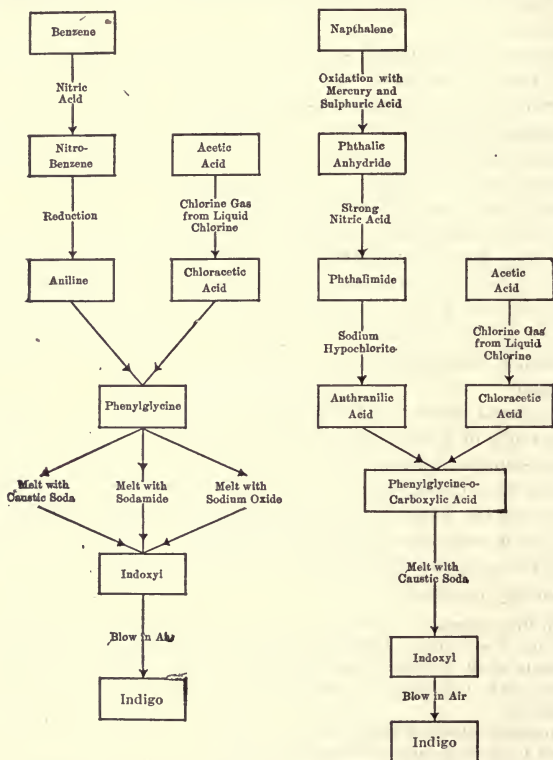 Benzene
Nitric
Acid
Nitro-
Benzene
Reduction
Aniline
Acetic
Acid
Chlorine Gas
from Liquid
Chlorine
Chloracetic
Acid
Phenylglycine
Melt with
Caustic Soda
Melt with
Sodamide
Melt with
Sodium Oxide
Indoxyl
Blow in Air
Indigo
Napthalene
Oxidation with
Mercury and
Sulphuric Acid
Phthalic
Anhydride
Strong
Nitric Acid
Phthalimide
Sodium
Hypochlorite
Anthranilic
Acid
Acetic
Acid
Chlorine Gas
from Liquid
Chlorine
Chloracetic
Acid
Phenylglycine-o-
Carboxylic Acid
Melt with
Caustic Soda
Indoxyl
Blow in Air
Indigo